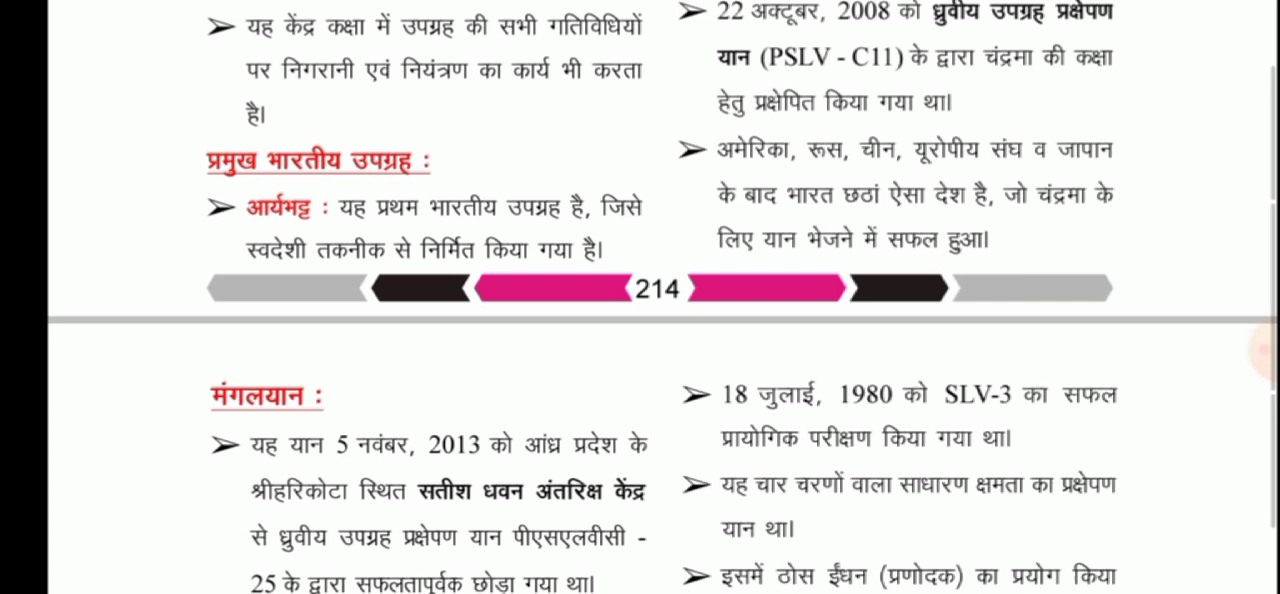 ➢ यह केंद्र कक्षा में उपग्रह की सभी गतिविधियों
पर निगरानी एवं नियंत्रण का कार्य भी करता
है।
प्रमुख भारतीय उपग्रह :
➢ आर्यभट्ट : यह प्रथम भारतीय उपग्रह है, जिसे
स्वदेशी तकनीक से निर्मित किया गया है।
➢ 22 अक्टूबर, 2008 को ध्रुवीय उपग्रह प्रक्षेपण
यान (PSLV - C11) के द्वारा चंद्रमा की कक्षा
हेतु प्रक्षेपित किया गया था।
➢ अमेरिका, रूस, चीन, यूरोपीय संघ व जापान
के बाद भारत छठां ऐसा देश है, जो चंद्रमा के
लिए यान भेजने में सफल हुआ।
214
मंगलयान :
➢ यह यान 5 नवंबर, 2013 को आंध्र प्रदेश के
श्रीहरिकोटा स्थित सतीश धवन अंतरिक्ष केंद्र
से ध्रुवीय उपग्रह प्रक्षेपण यान पीएसएलवीसी -
25 के द्वारा सफलतापूर्वक छोड़ा गया था।
➢ 18 जुलाई, 1980 को SLV-3 का सफल
प्रायोगिक परीक्षण किया गया था।
➢ यह चार चरणों वाला साधारण क्षमता का प्रक्षेपण
यान था।
➢ इसमें ठोस ईंधन (प्रणोदक) का प्रयोग किया